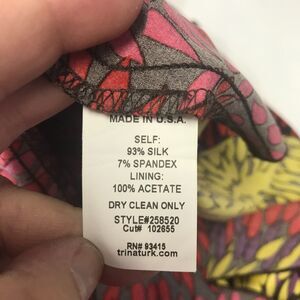 MADE IN U.S.A.
SELF:
93% SILK
7% SPANDEX
LINING:
100% ACETATE
DRY CLEAN ONLY
STYLE#258520
Cut# 102655
RN# 93415
trinaturk.com